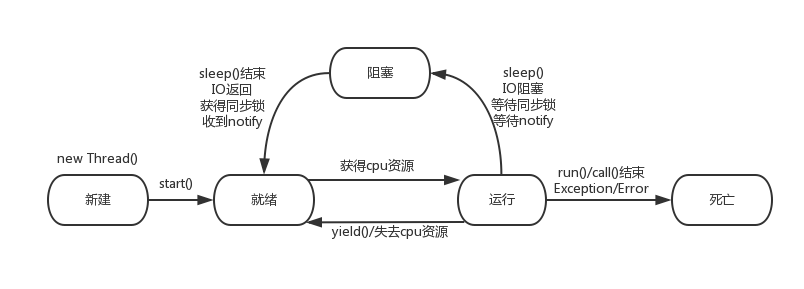 阻塞
sleep()结束
IO返回
获得同步锁
收到notify
sleep()
IO阻塞
等待同步锁
等待notify
new Thread()
新建
start()
就绪
获得cpu资源
yield()/失去cpu资源
运行
run()/call()结束
Exception/Error
死亡